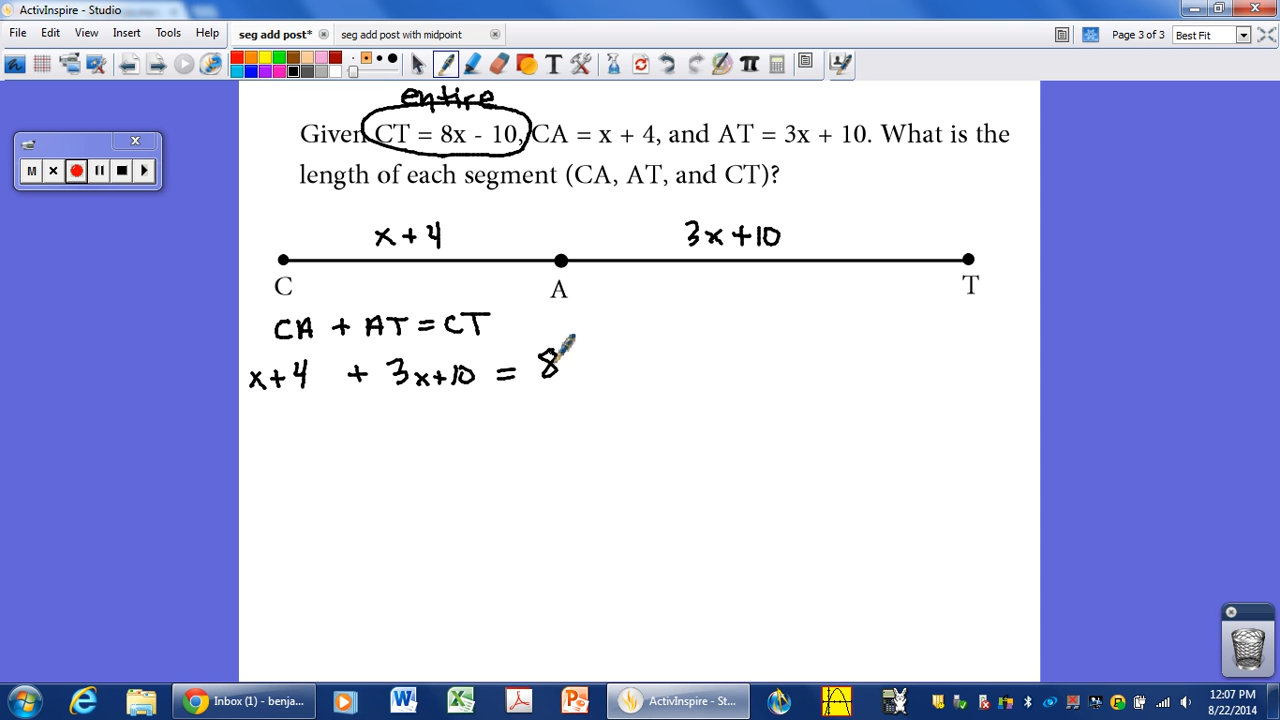 ActivInspire - Studio
File Edit View Insert Tools Help
seg add post*
seg add post with midpoint
Page 3 of 3
Best Fit
M
entire
Given CT = 8x - 10, CA = x + 4, and AT = 3x + 10. What is the
length of each segment (CA, AT, and CT)?
x + 4
3x + 10
C
A
T
CA + AT = CT
x + 4 + 3x + 10 = 8
Inbox (1) - benja...
ActivInspire - St...
12:07 PM
8/22/2014